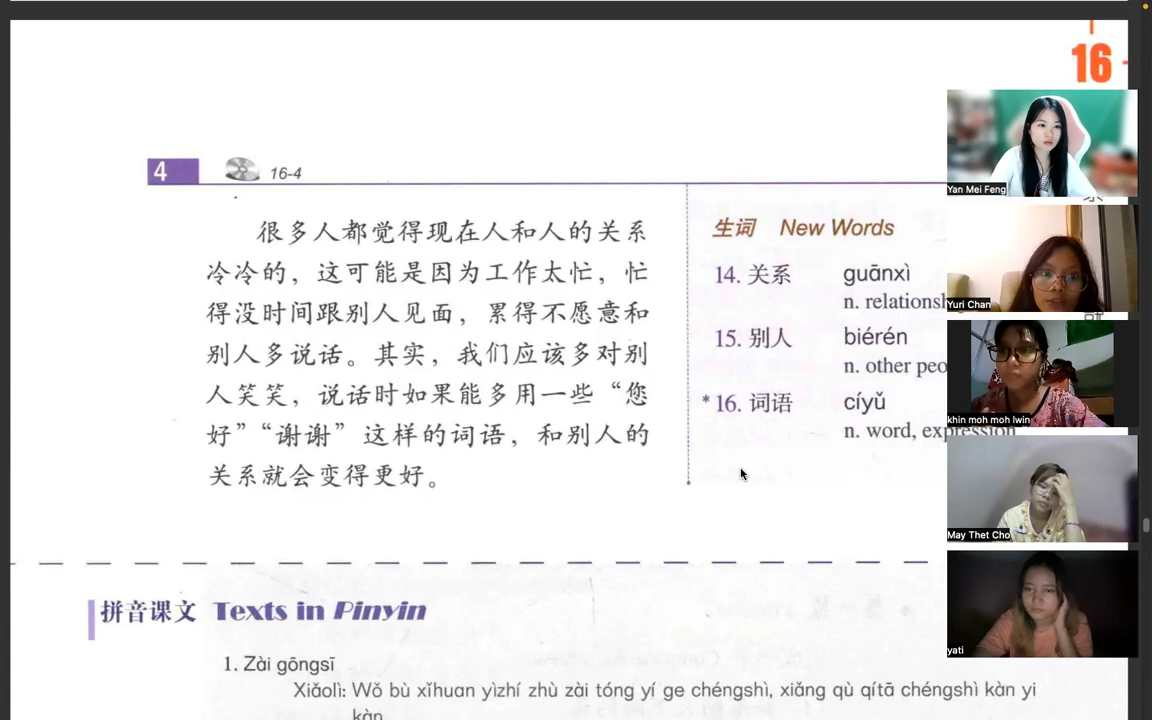 16
4
16-4
很多人都觉得现在人和人的关系
冷冷的，这可能是因为工作太忙，忙
得没时间跟别人见面，累得不愿意和
别人多说话。其实，我们应该多对别
人笑笑，说话时如果能多用一些“您
好”“谢谢”这样的词语，和别人的
关系就会变得更好。
生词 New Words
14. 关系 guānxì
n. relationsh
15. 别人 biérén
n. other peo
*16. 词语 cíyǔ
n. word, expression
Yan Mei Feng
Yuri Chan
khin moh moh lwin
May Thet Cho
yati
拼音课文 Texts in Pinyin
1. Zài gōngsī
Xiǎolì: Wǒ bù xǐhuan yìzhí zhù zài tóng yí ge chéngshì, xiǎng qù qítā chéngshì kàn yi
kàn